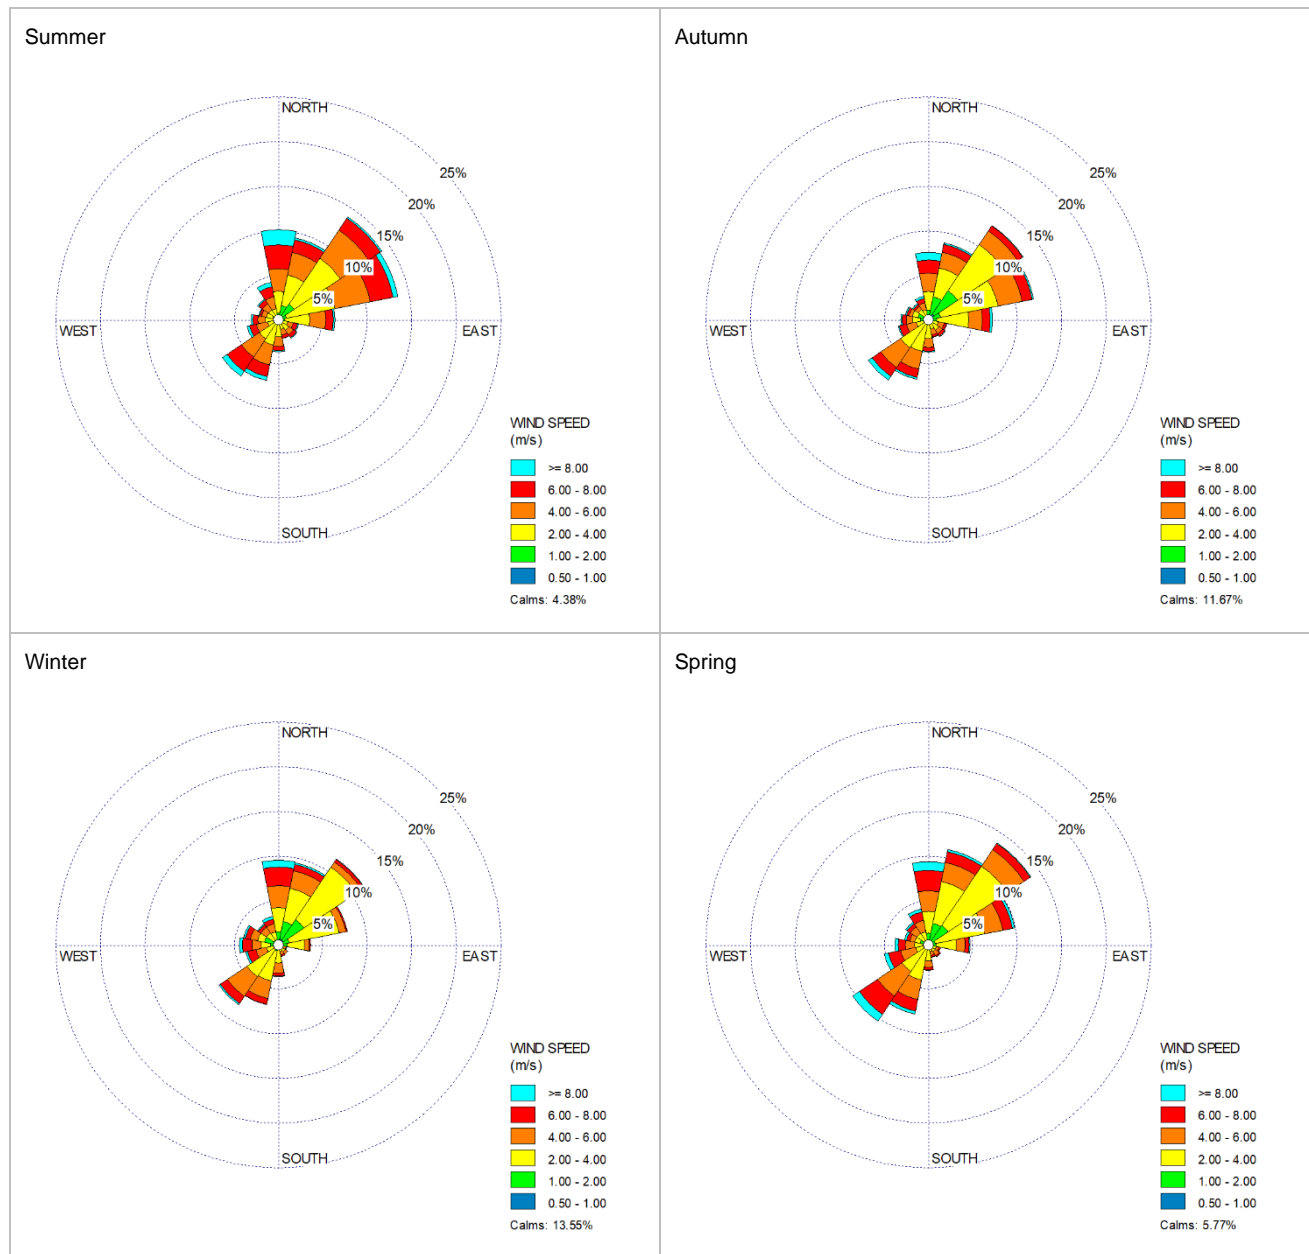 Summer
NORTH
25%
20%
15%
10%
5%
WEST
EAST
SOUTH
WIND SPEED
(m/s)
>= 8.00
6.00 - 8.00
4.00 - 6.00
2.00 - 4.00
1.00 - 2.00
0.50 - 1.00
Calms: 4.38%
Autumn
NORTH
25%
20%
15%
10%
5%
WEST
EAST
SOUTH
WIND SPEED
(m/s)
>= 8.00
6.00 - 8.00
4.00 - 6.00
2.00 - 4.00
1.00 - 2.00
0.50 - 1.00
Calms: 11.67%
Winter
NORTH
25%
20%
15%
10%
5%
WEST
EAST
SOUTH
WIND SPEED
(m/s)
>= 8.00
6.00 - 8.00
4.00 - 6.00
2.00 - 4.00
1.00 - 2.00
0.50 - 1.00
Calms: 13.55%
Spring
NORTH
25%
20%
15%
10%
5%
WEST
EAST
SOUTH
WIND SPEED
(m/s)
>= 8.00
6.00 - 8.00
4.00 - 6.00
2.00 - 4.00
1.00 - 2.00
0.50 - 1.00
Calms: 5.77%